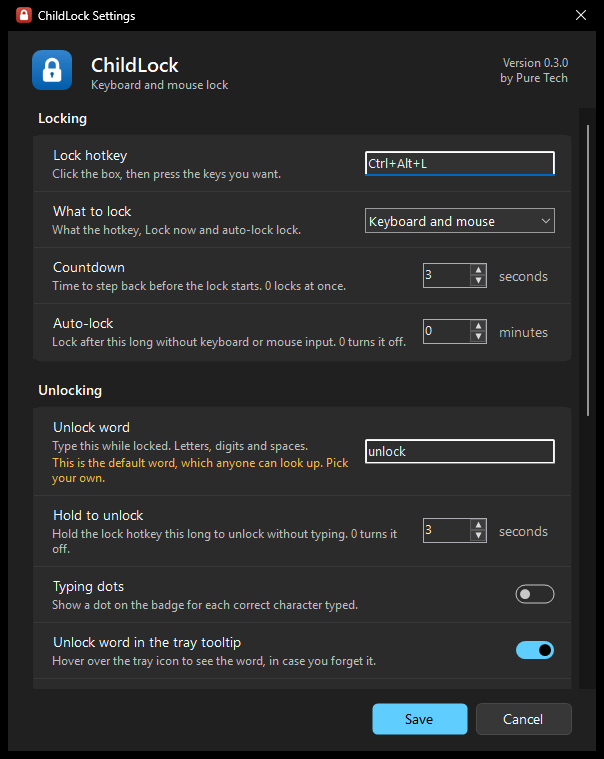 ChildLock Settings
ChildLock
Keyboard and mouse lock
Version 0.3.0
by Pure Tech
Locking
Lock hotkey
Click the box, then press the keys you want.
Ctrl+Alt+L
What to lock
What the hotkey, Lock now and auto-lock lock.
Keyboard and mouse
Countdown
Time to step back before the lock starts. 0 locks at once.
3
seconds
Auto-lock
Lock after this long without keyboard or mouse input. 0 turns it off.
0
minutes
Unlocking
Unlock word
Type this while locked. Letters, digits and spaces.
This is the default word, which anyone can look up. Pick
your own.
unlock
Hold to unlock
Hold the lock hotkey this long to unlock without typing. 0 turns it
off.
3
seconds
Typing dots
Show a dot on the badge for each correct character typed.
Unlock word in the tray tooltip
Hover over the tray icon to see the word, in case you forget it.
Save
Cancel